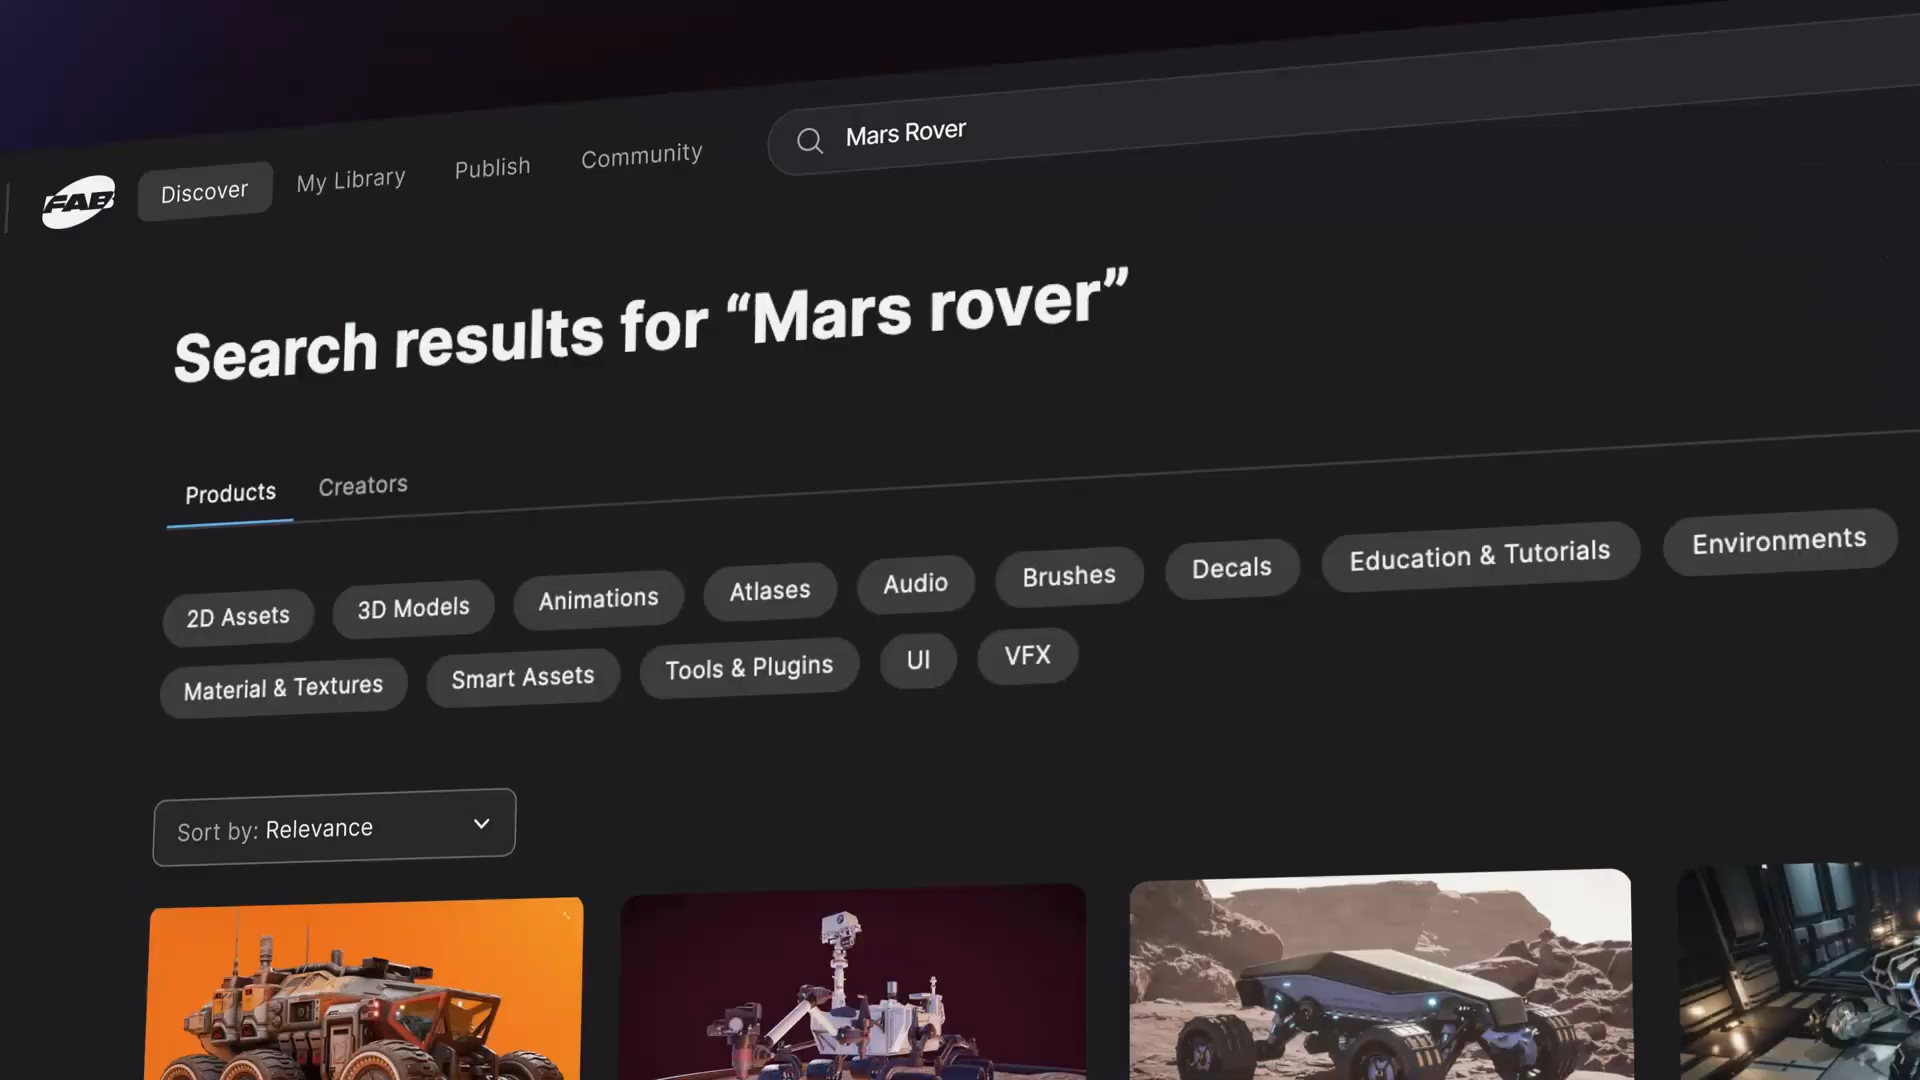 FAB
Discover
My Library
Publish
Community
Mars Rover
Search results for “Mars rover”
Products
Creators
2D Assets
3D Models
Animations
Atlases
Audio
Brushes
Decals
Education & Tutorials
Environments
Material & Textures
Smart Assets
Tools & Plugins
UI
VFX
Sort by: Relevance